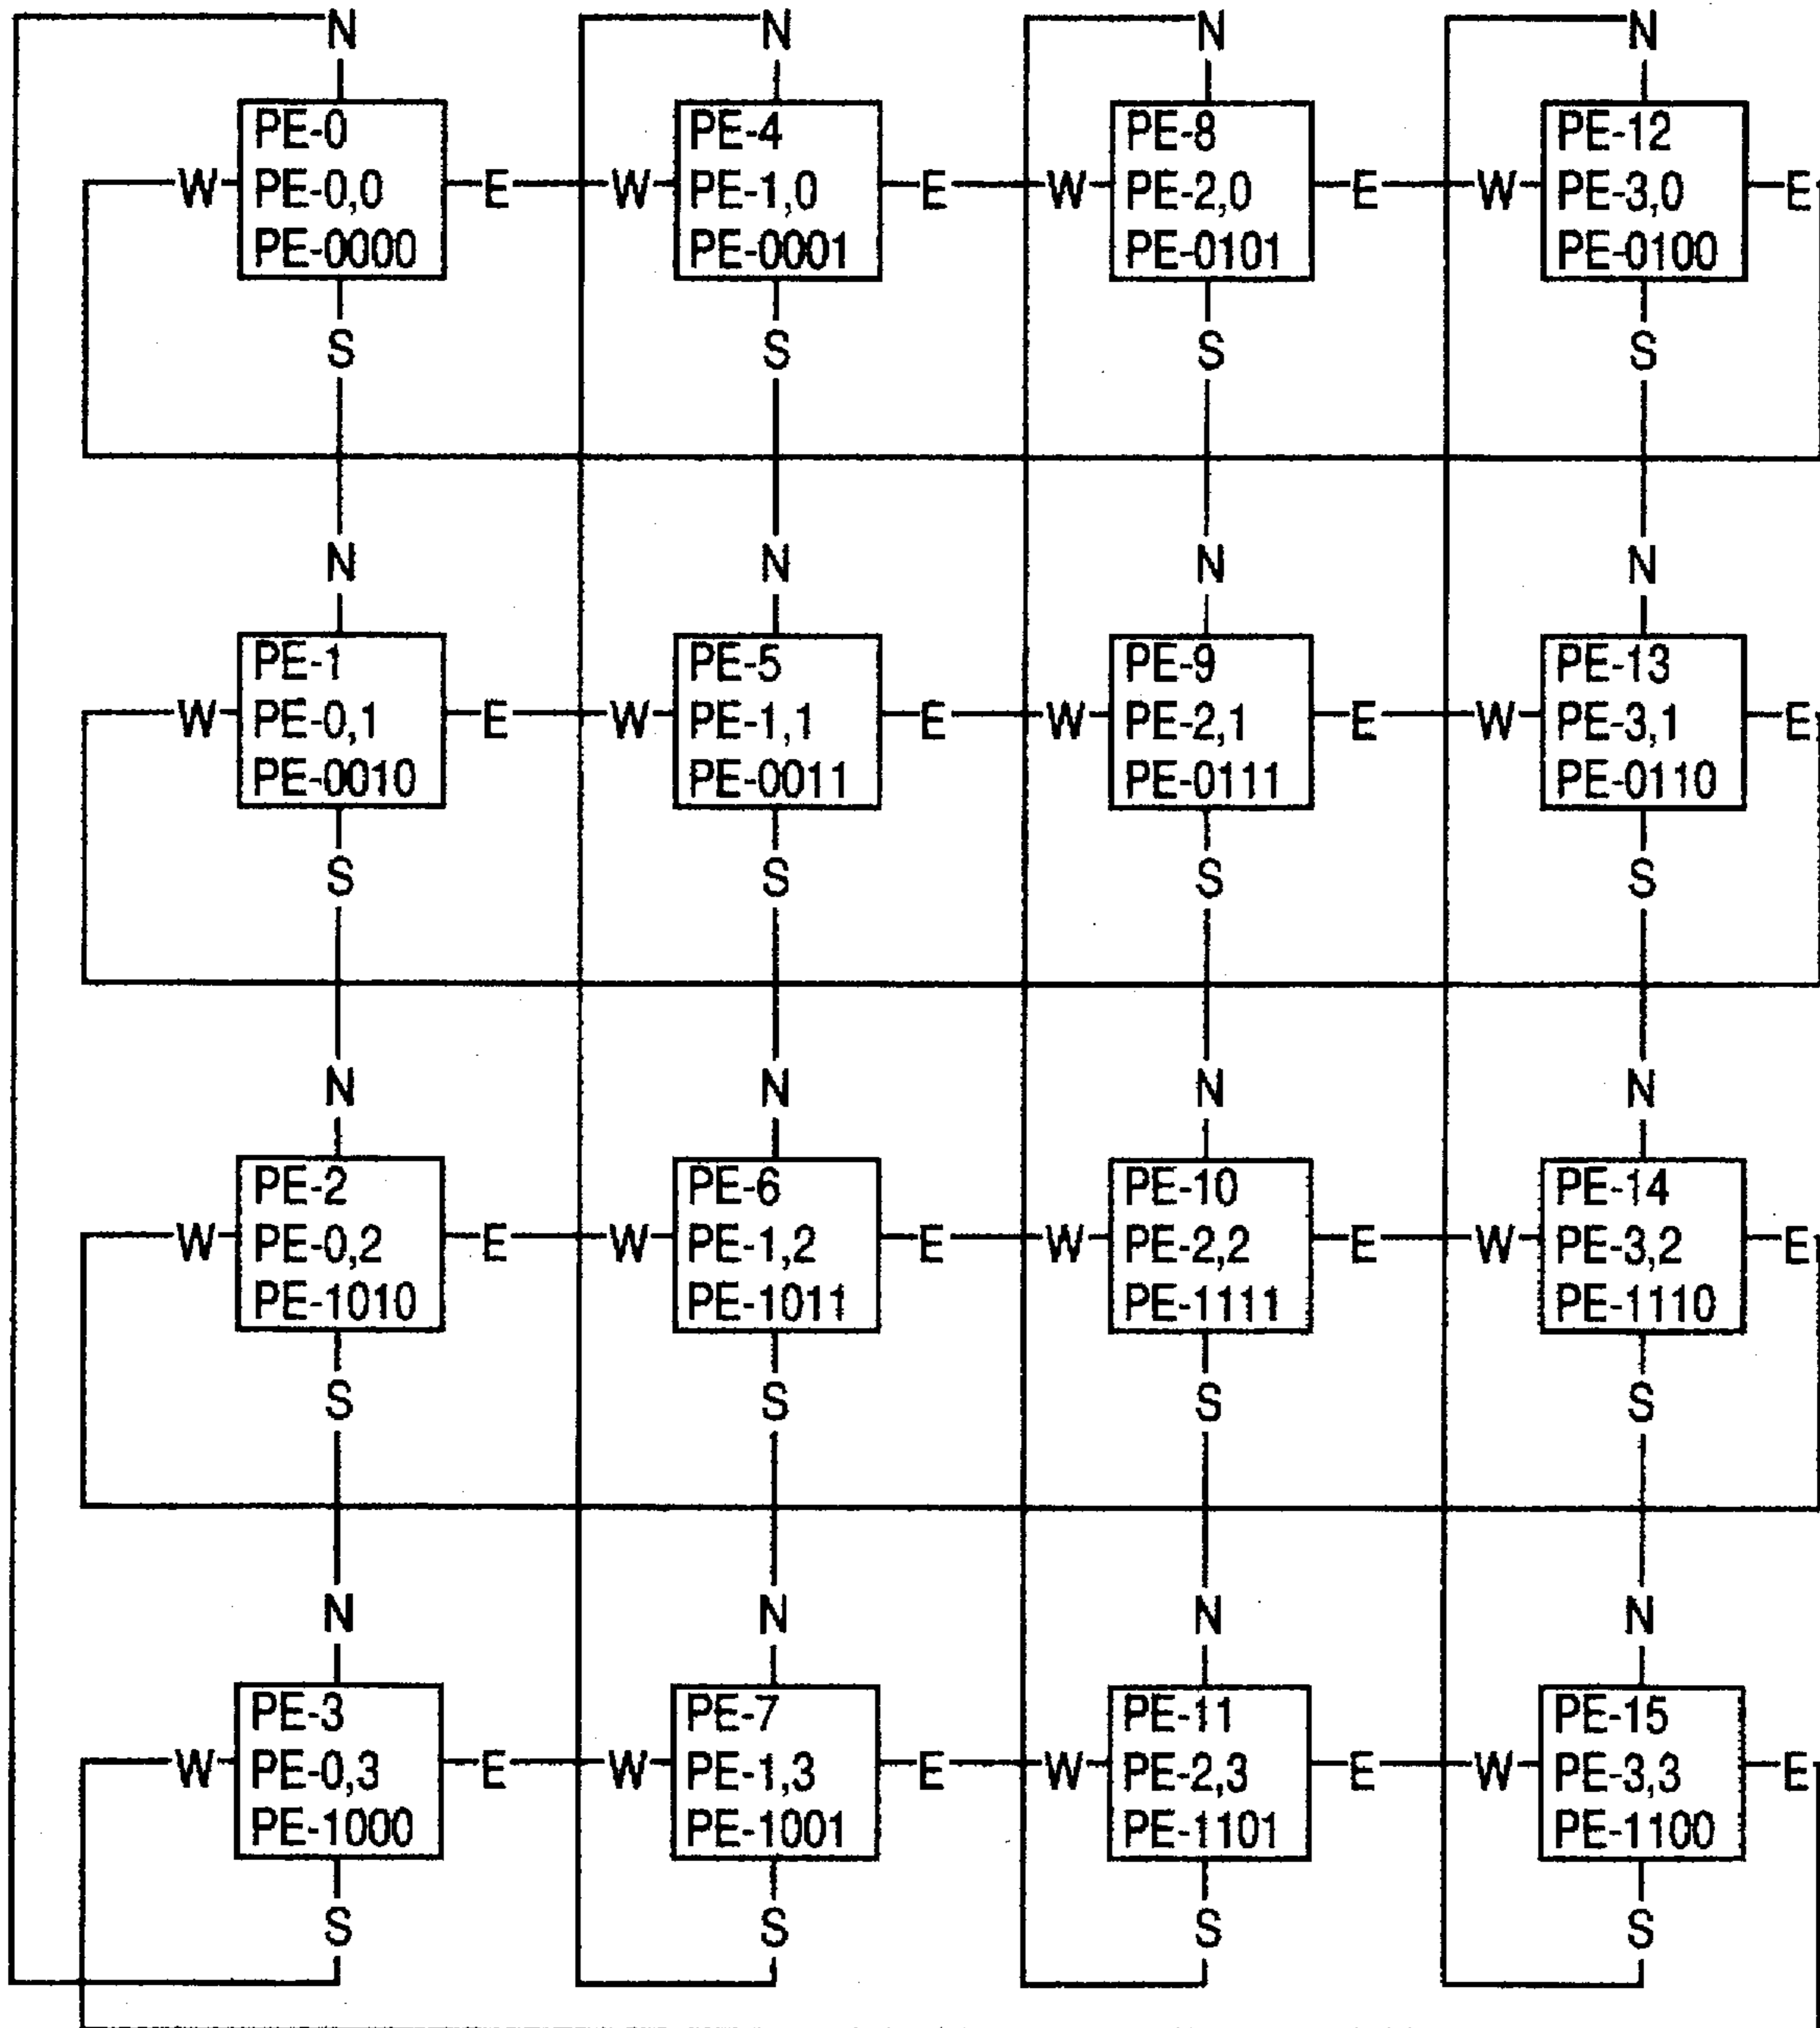 N N N N
PE-0
PE-0,0
PE-0000
PE-4
PE-1,0
PE-0001
PE-8
PE-2,0
PE-0101
PE-12
PE-3,0
PE-0100
W E W E W E W E
S S S S
N N N N
PE-1
PE-0,1
PE-0010
PE-5
PE-1,1
PE-0011
PE-9
PE-2,1
PE-0111
PE-13
PE-3,1
PE-0110
W E W E W E W E
S S S S
N N N N
PE-2
PE-0,2
PE-1010
PE-6
PE-1,2
PE-1011
PE-10
PE-2,2
PE-1111
PE-14
PE-3,2
PE-1110
W E W E W E W E
S S S S
N N N N
PE-3
PE-0,3
PE-1000
PE-7
PE-1,3
PE-1001
PE-11
PE-2,3
PE-1101
PE-15
PE-3,3
PE-1100
W E W E W E W E
S S S S